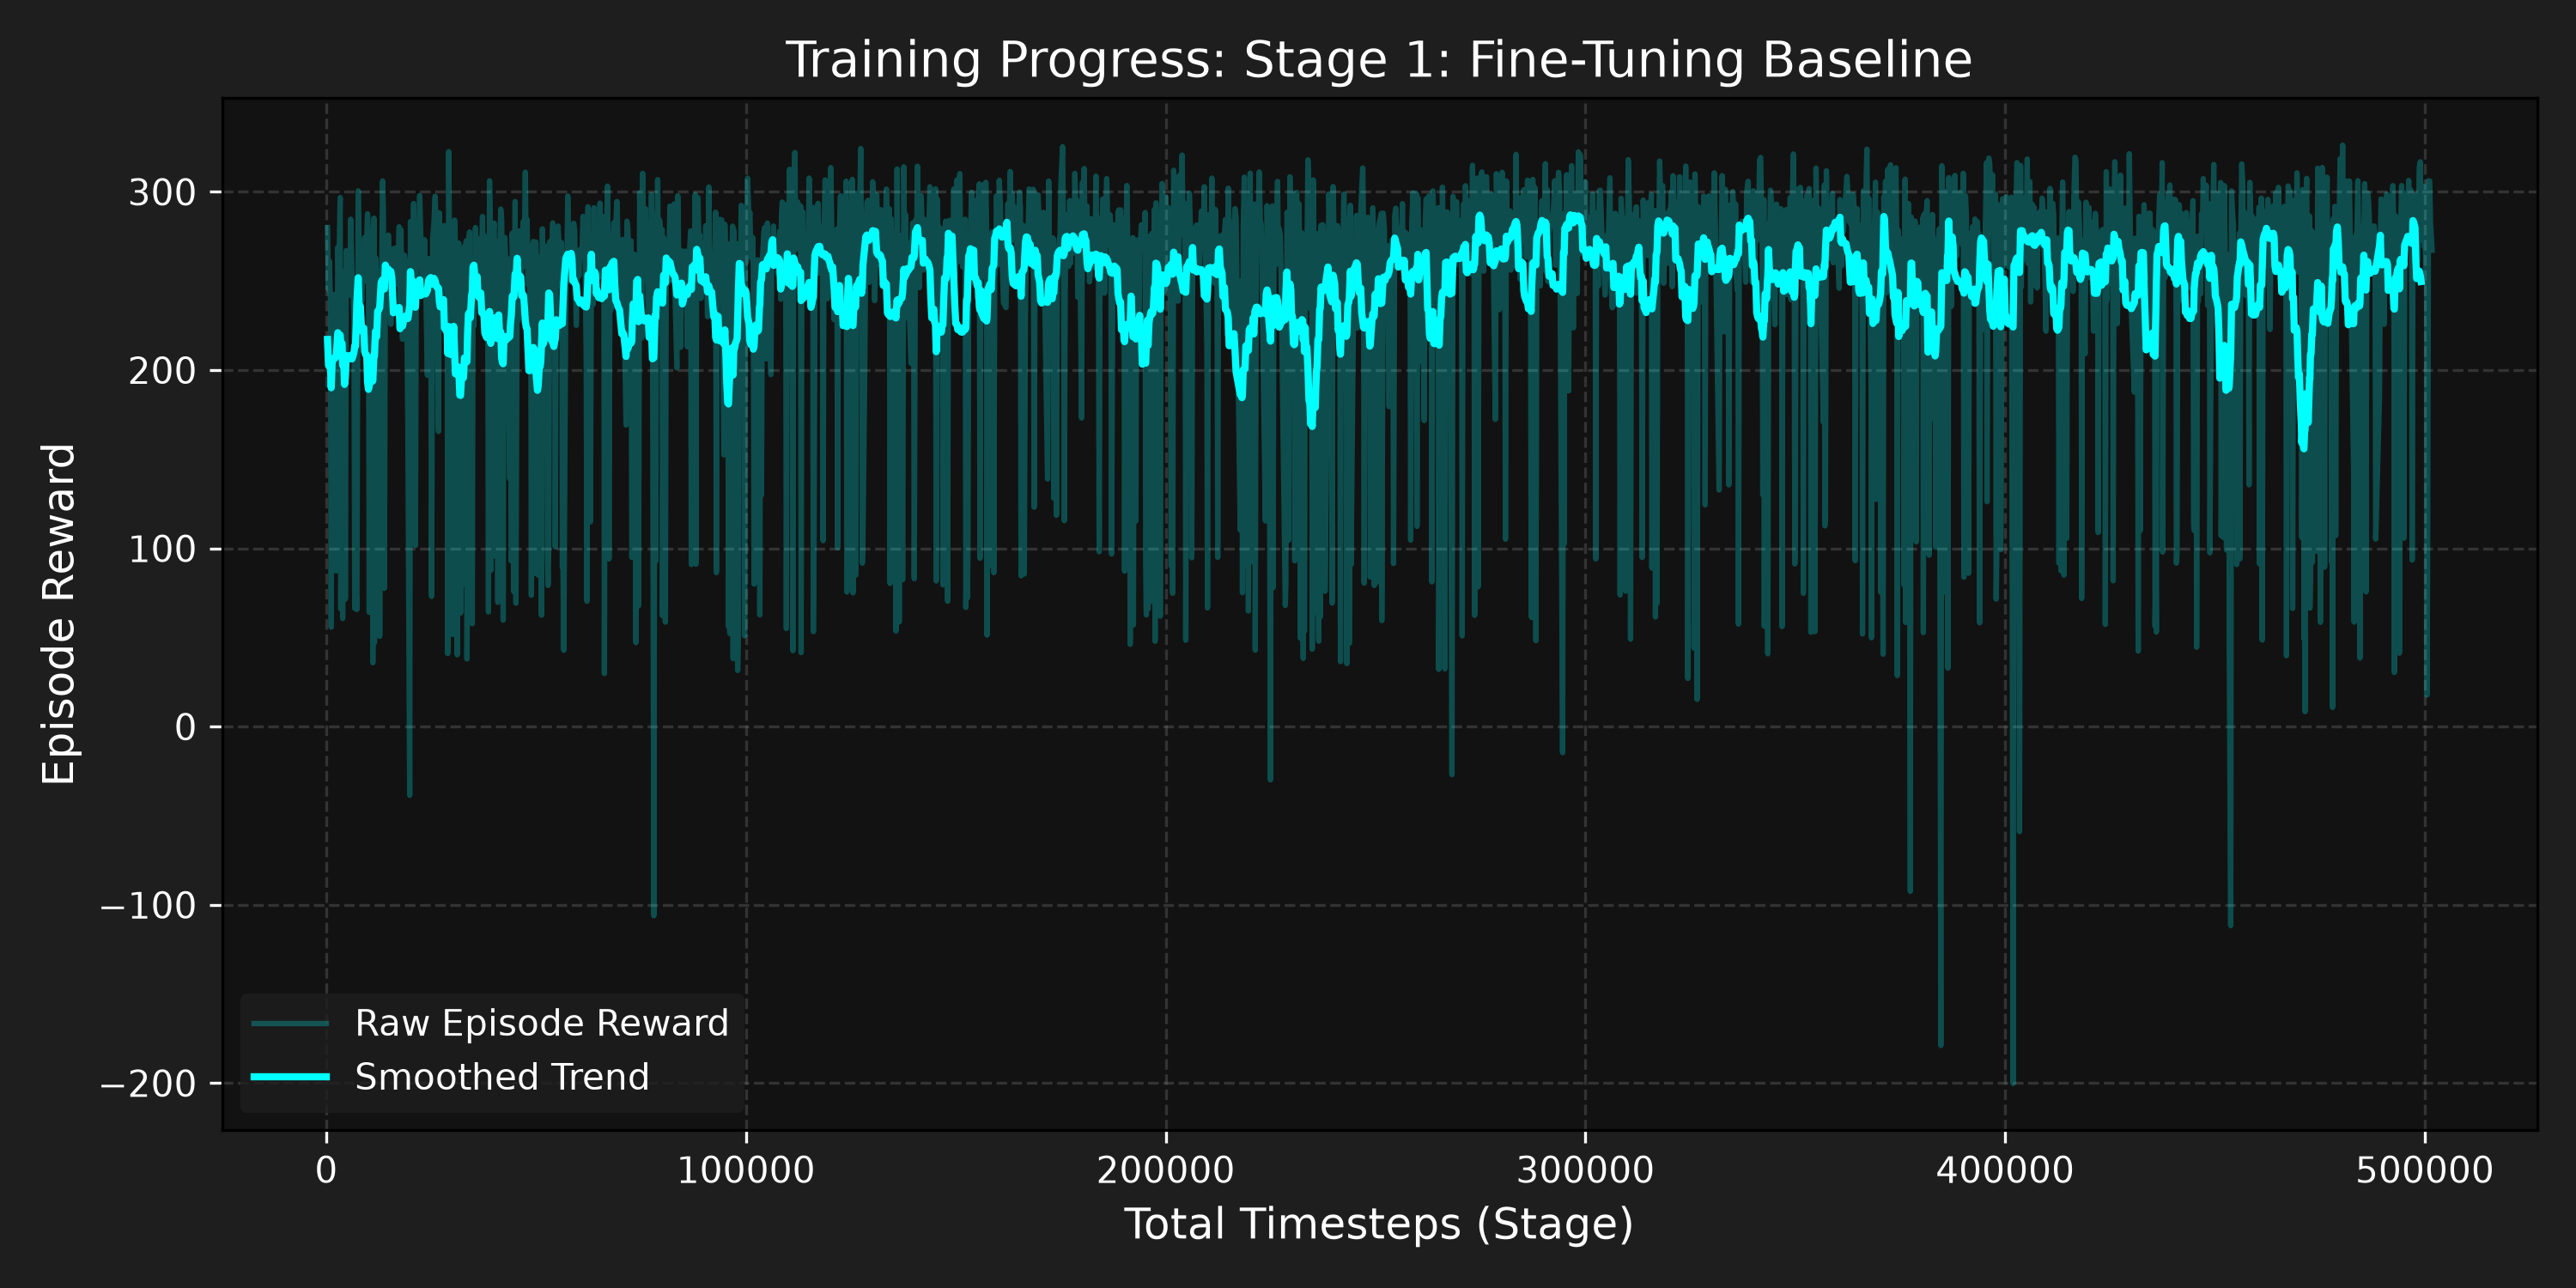 Training Progress: Stage 1: Fine-Tuning Baseline
Episode Reward
300
200
100
0
−100
−200
Raw Episode Reward
Smoothed Trend
0 100000 200000 300000 400000 500000
Total Timesteps (Stage)